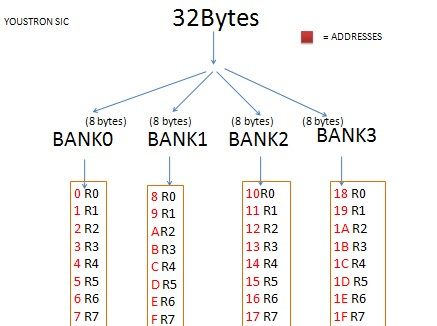 YOUSTRON SIC
32Bytes
= ADDRESSES
(8 bytes) (8 bytes) (8 bytes) (8 bytes)
BANK0 BANK1 BANK2 BANK3
0 R0 8 R0 10R0 18 R0
1 R1 9 R1 11 R1 19 R1
2 R2 AR2 12 R2 1A R2
3 R3 B R3 13 R3 1B R3
4 R4 C R4 14 R4 1C R4
5 R5 D R5 15 R5 1D R5
6 R6 E R6 16 R6 1E R6
7 R7 F R7 17 R7 1F R7